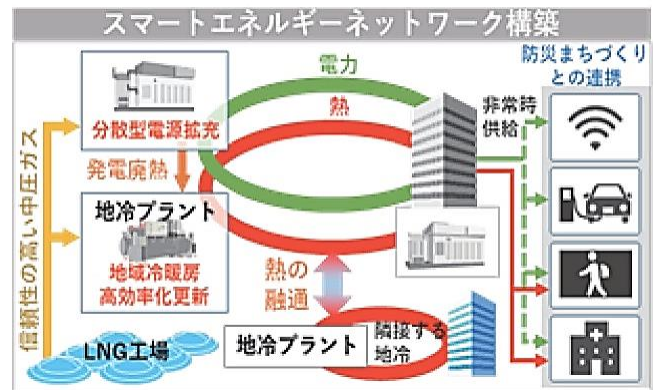 スマートエネルギーネットワーク構築
防災まちづくり
との連携
電力
熱
非常時
供給
分散型電源拡充
発電廃熱
地冷プラント
地域冷暖房
高効率化更新
信頼性の高い中圧ガス
熱の
融通
LNG工場
地冷プラント
隣接する
地冷